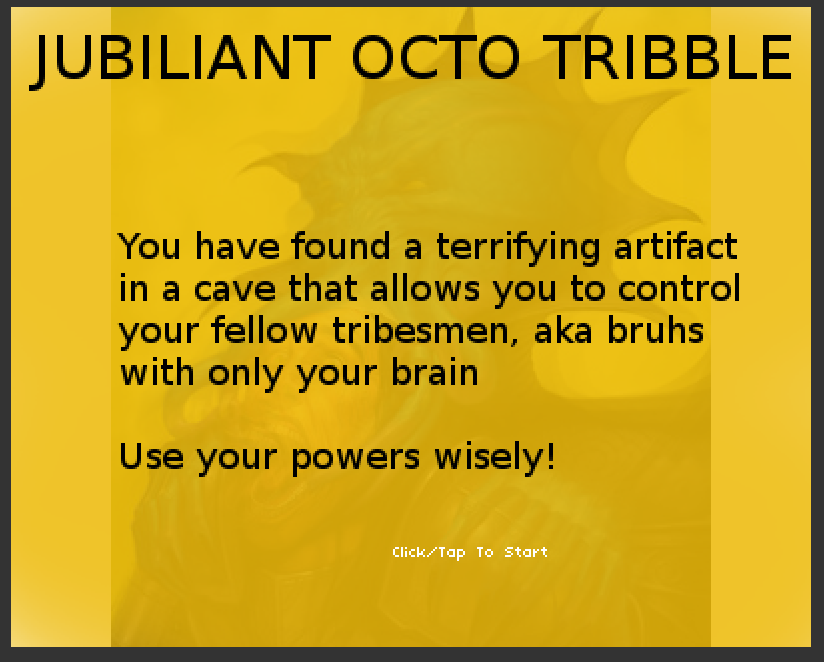 JUBILIANT OCTO TRIBBLE
You have found a terrifying artifact
in a cave that allows you to control
your fellow tribesmen, aka bruhs
with only your brain
Use your powers wisely!
Click/Tap To Start